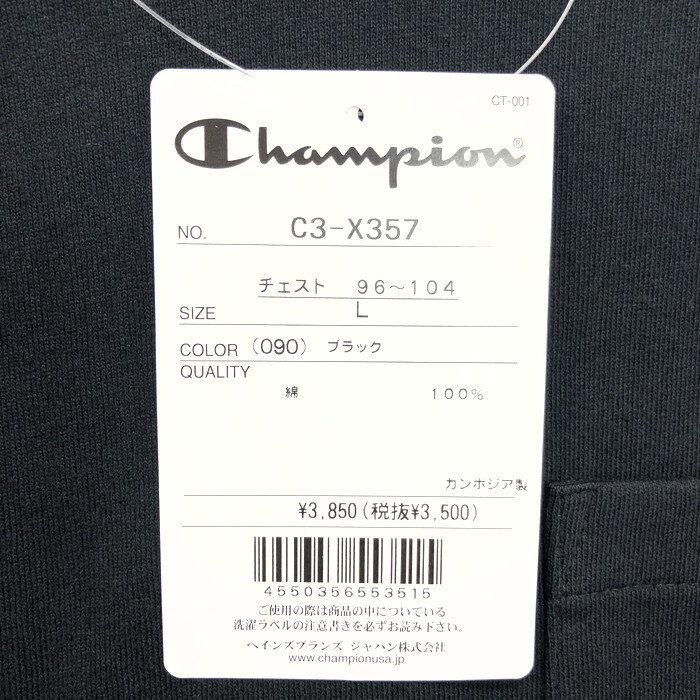 CT-001
Champion®
NO. C3-X357
チェスト 96～104
SIZE L
COLOR (090) ブラック
QUALITY
綿 100%
カンボジア製
¥3,850(税抜¥3,500)
4550356553515
ご使用の際は商品の中についている
洗濯ラベルの注意書きを必ずお読み下さい。
ヘインズブランズ ジャパン株式会社
www.championusa.jp